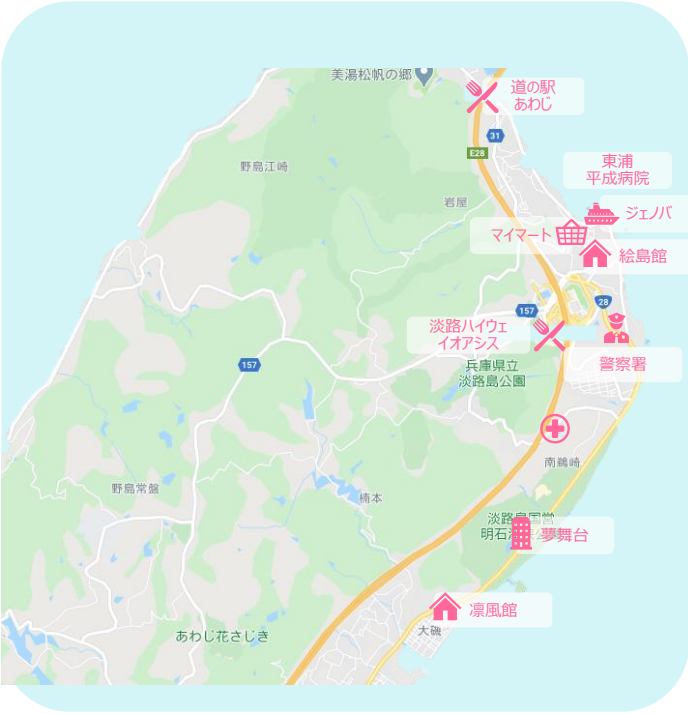 美湯松帆の郷
道の駅
あわじ
31
E28
東浦
平成病院
野島江崎
岩屋
ジェノバ
マイマート
絵島館
28
157
淡路ハイウェ
イオアシス
警察署
兵庫県立
淡路島公園
157
南鵜崎
野島常盤
楠本
淡路島国営
明石海峡公園
夢舞台
凛風館
大磯
あわじ花さじき